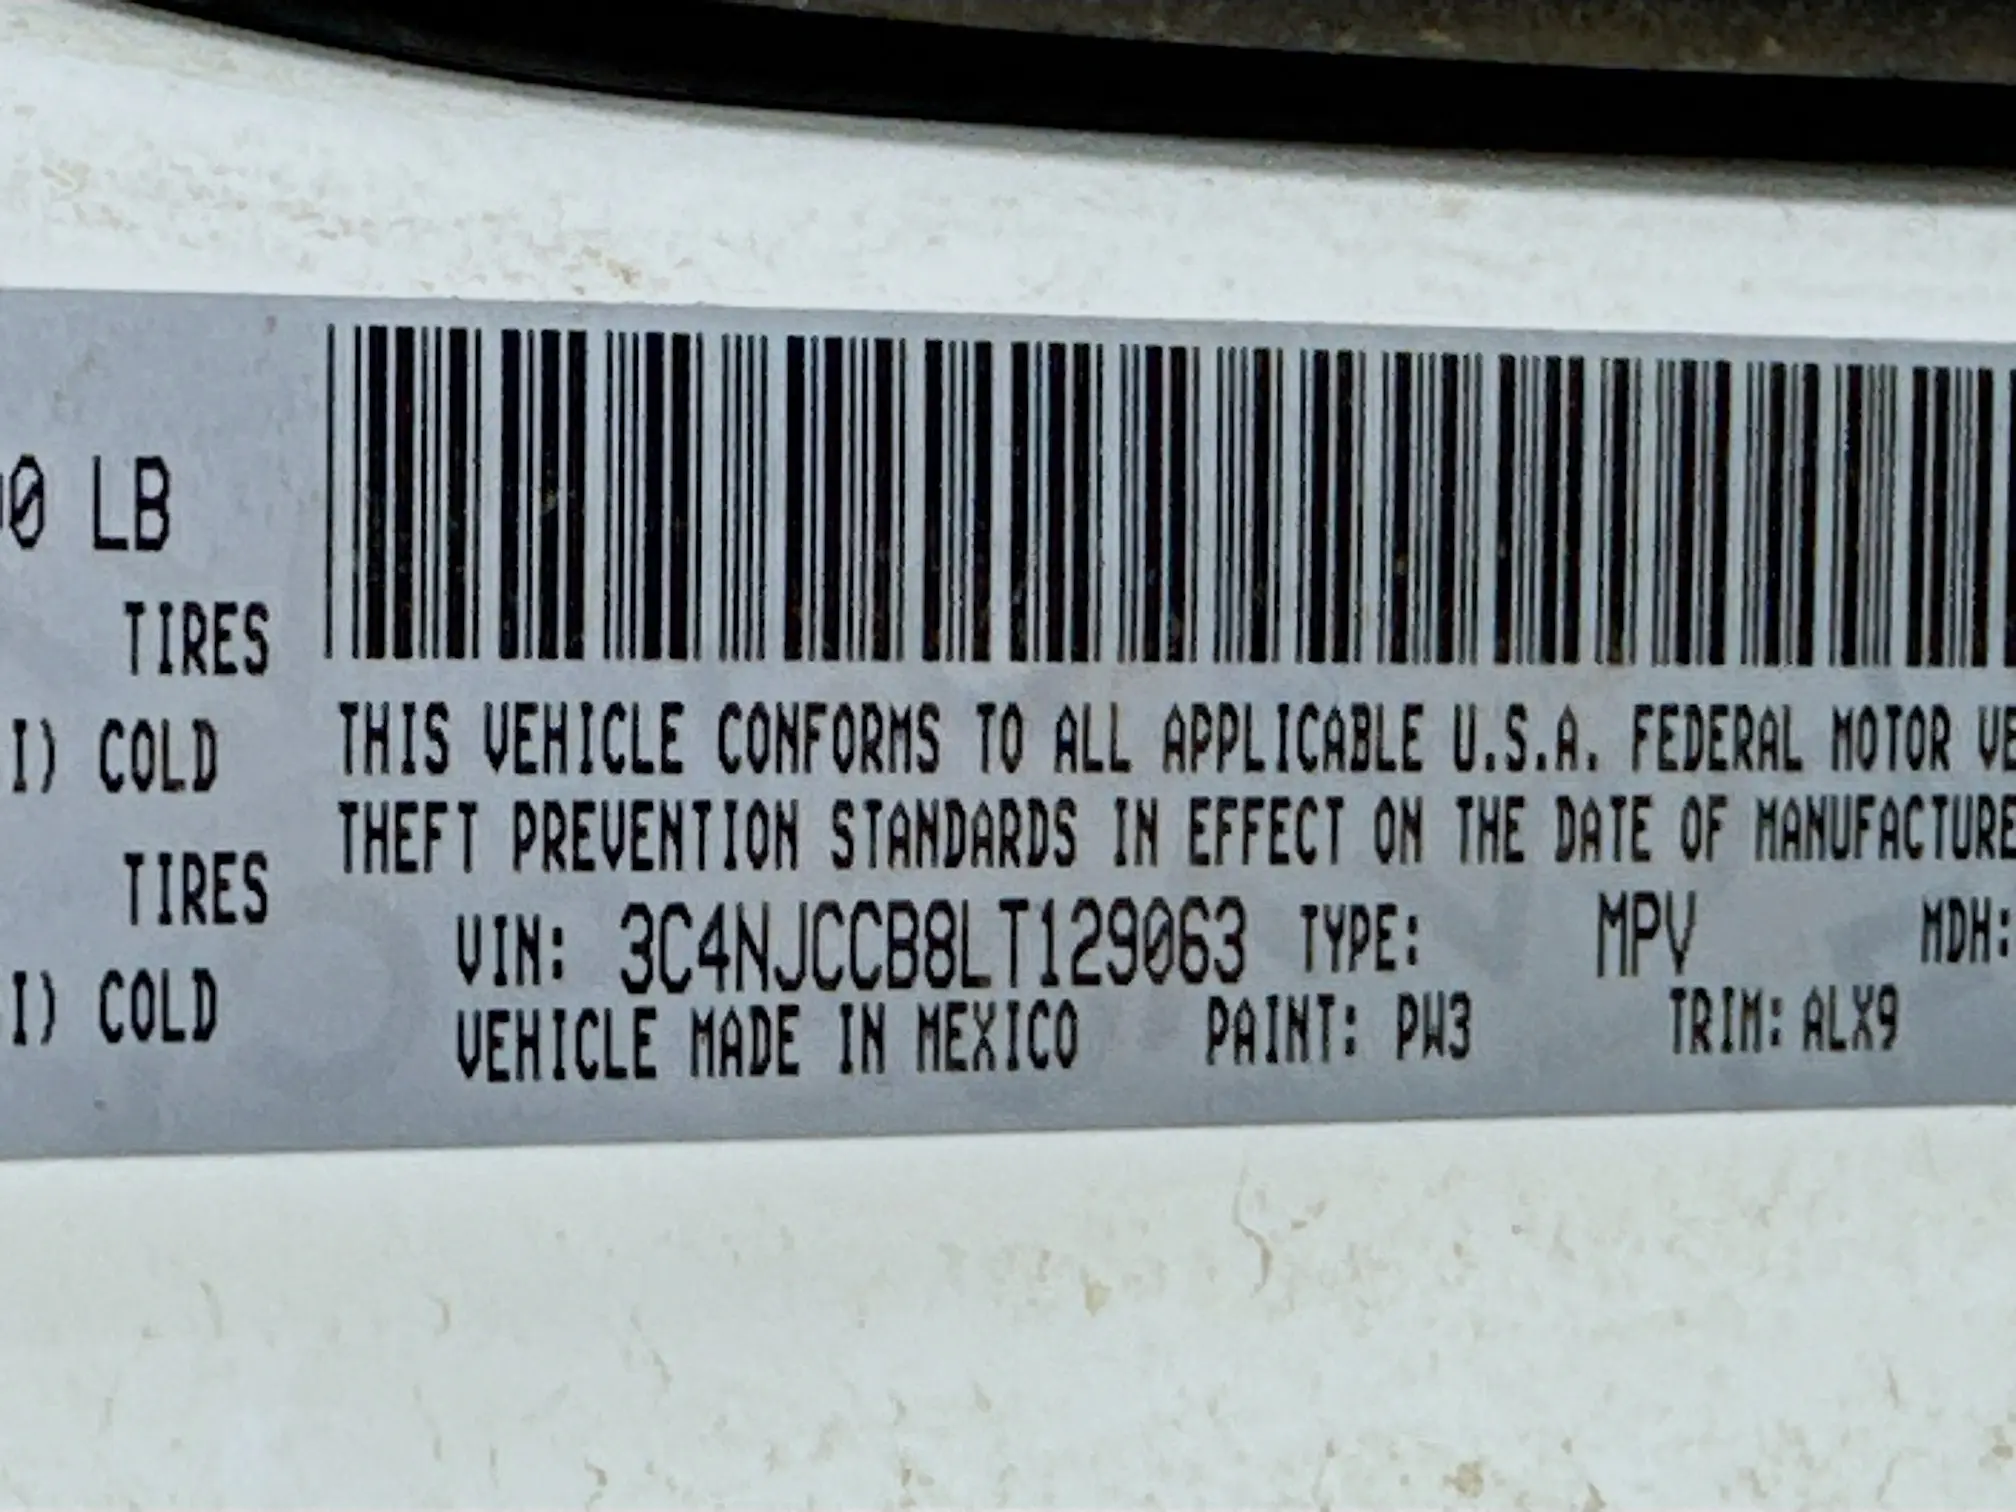 0 LB
TIRES
I) COLD
TIRES
I) COLD
THIS VEHICLE CONFORMS TO ALL APPLICABLE U.S.A. FEDERAL MOTOR VE
THEFT PREVENTION STANDARDS IN EFFECT ON THE DATE OF MANUFACTURE
VIN: 3C4NJCCB8LT129063 TYPE: MPV MDH:
VEHICLE MADE IN MEXICO PAINT: PW3 TRIM: ALX9